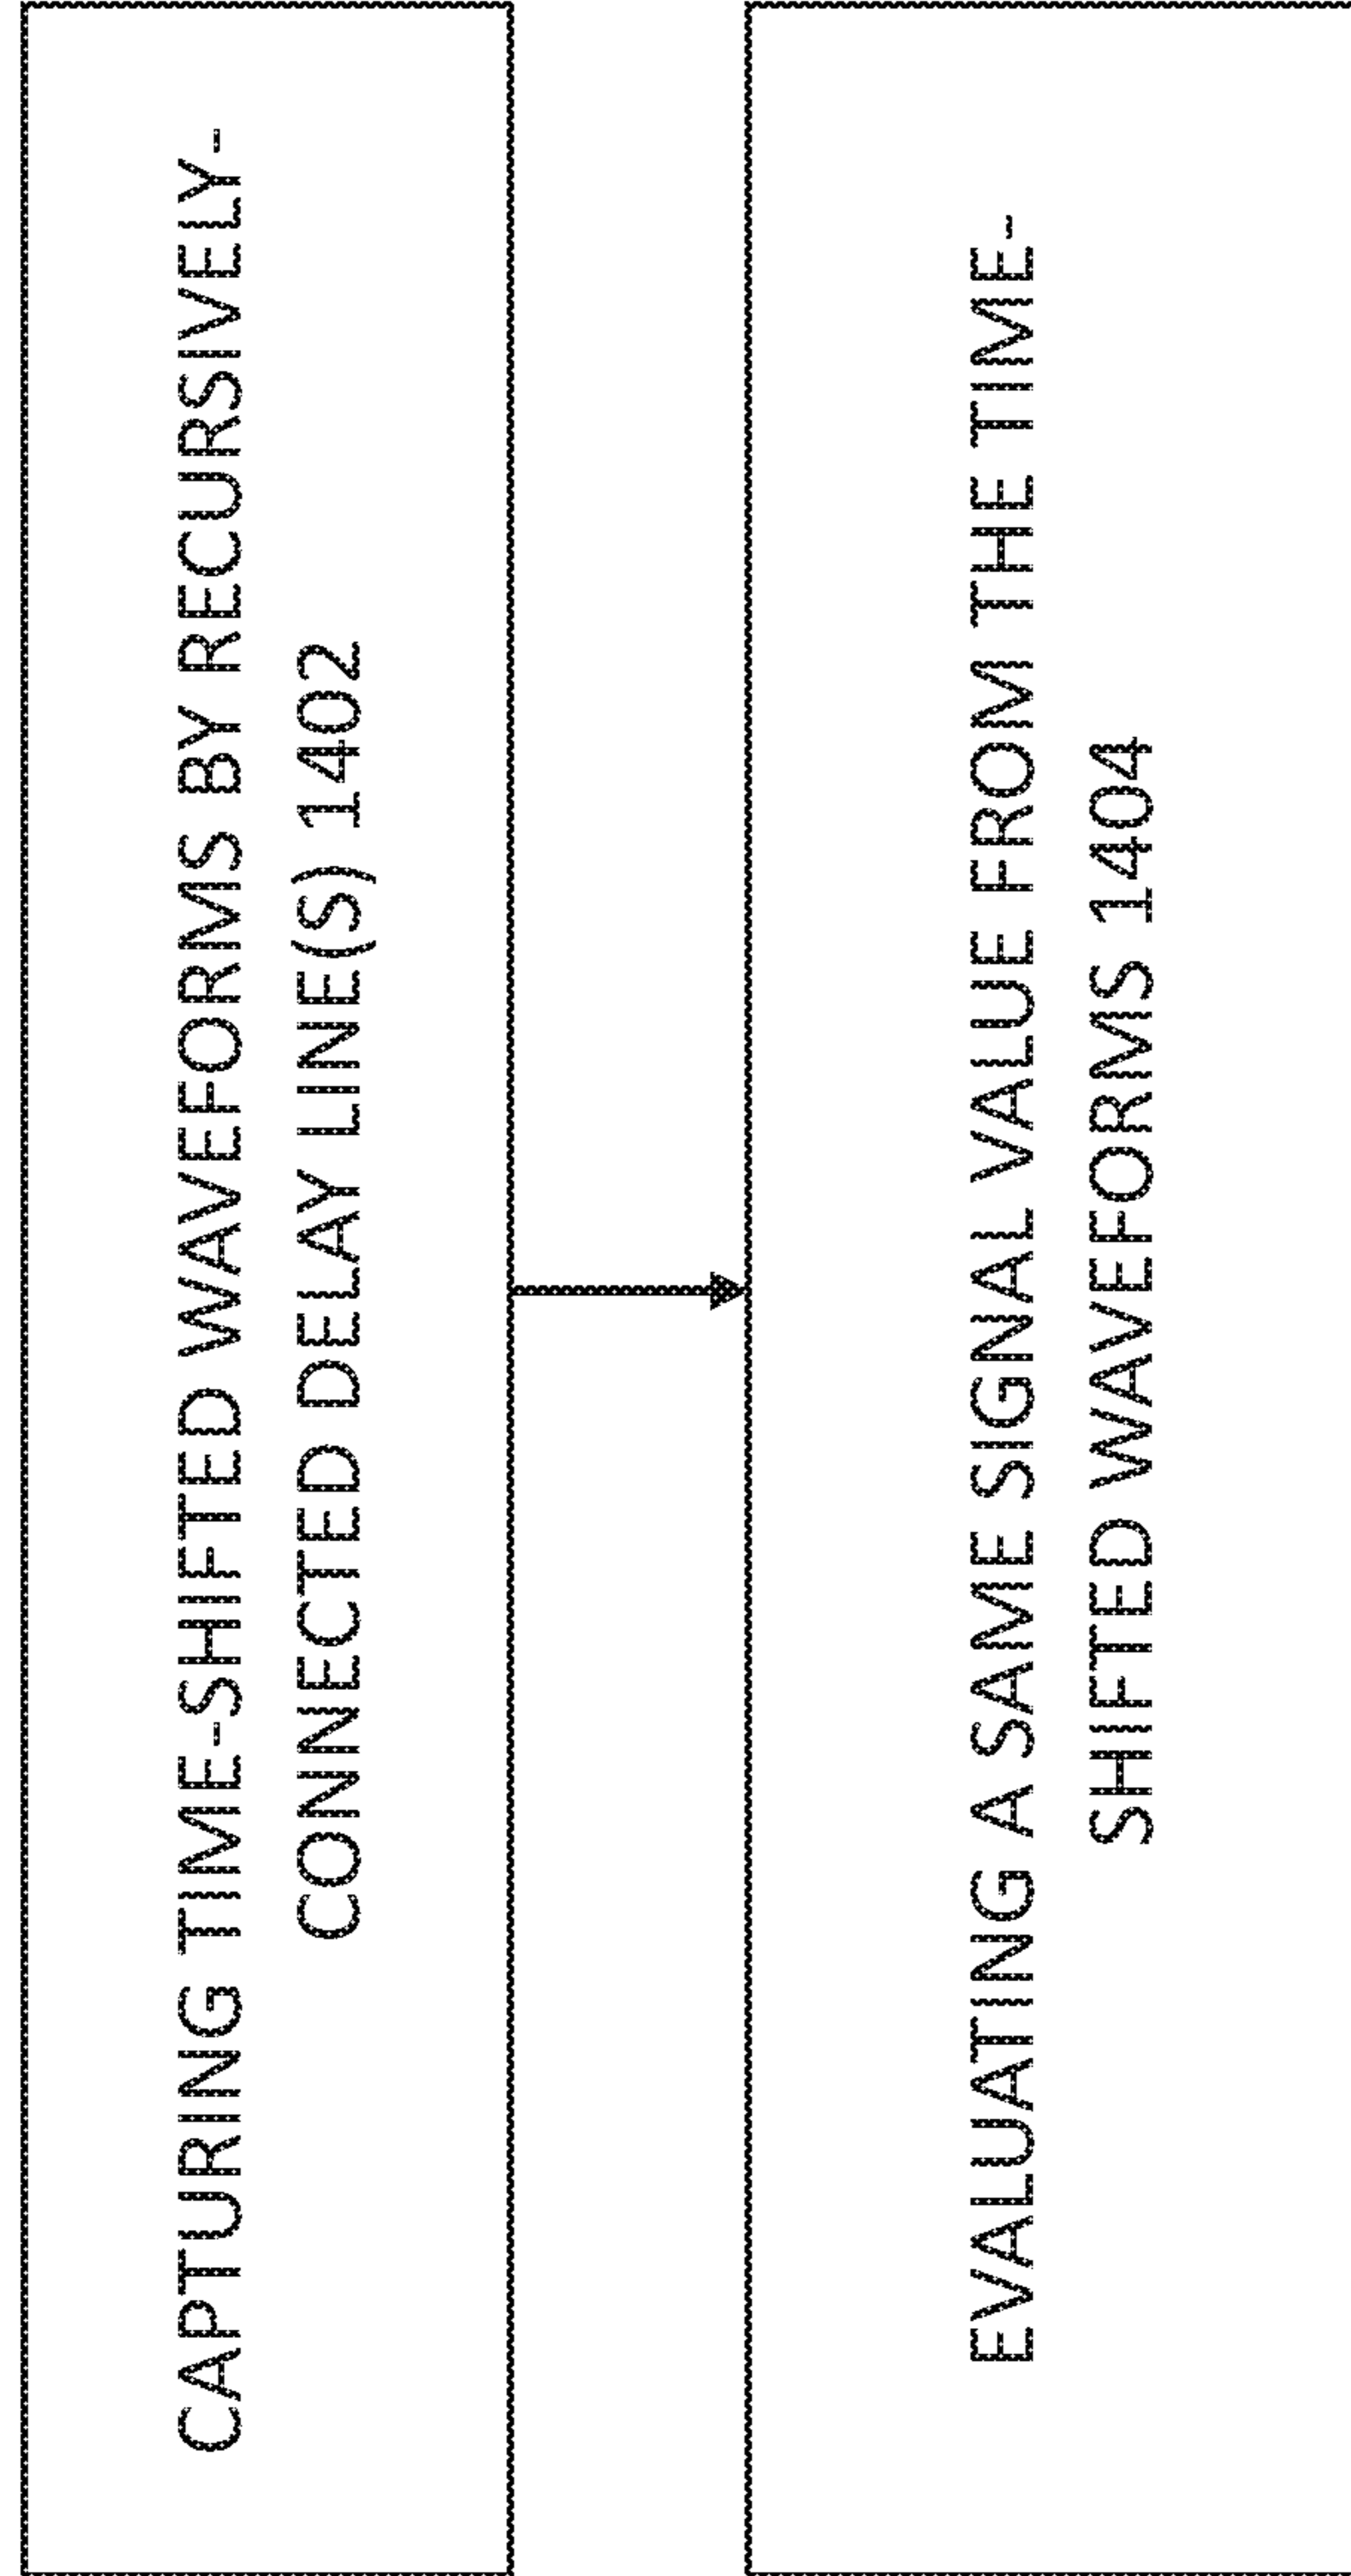 CAPTURING TIME-SHIFTED WAVEFORMS BY RECURSIVELY-
CONNECTED DELAY LINE(S) 1402
EVALUATING A SAME SIGNAL VALUE FROM THE TIME-
SHIFTED WAVEFORMS 1404